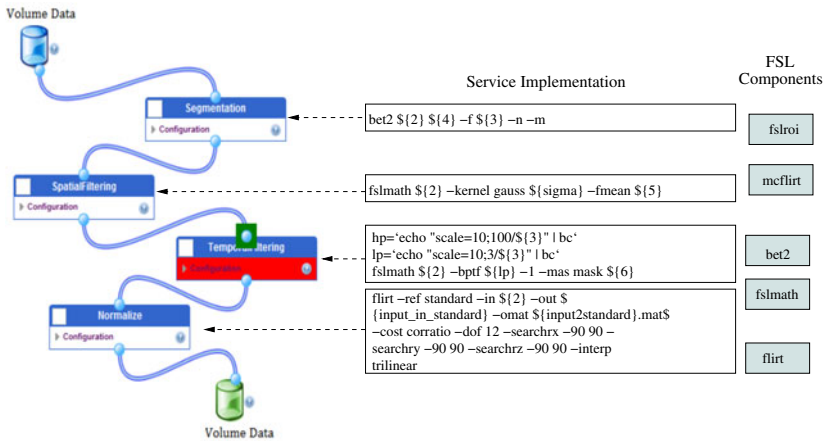 Volume Data
Segmentation
Configuration
SpatialFiltering
Configuration
TemporalFiltering
Configuration
Normalize
Configuration
Volume Data
Service Implementation
bet2 ${2} ${4} –f ${3} –n –m
fslmath ${2} –kernel gauss ${sigma} –fmean ${5}
hp=‘echo "scale=10;100/${3}" | bc‘
lp=‘echo "scale=10;3/${3}" | bc‘
fslmath ${2} –bptf ${lp} –1 –mas mask ${6}
flirt –ref standard –in ${2} –out $
{input_in_standard} –omat ${input2standard}.mat$
–cost corratio –dof 12 –searchrx –90 90 –
searchry –90 90 –searchrz –90 90 –interp
trilinear
FSL
Components
fslroi
mcflirt
bet2
fslmath
flirt